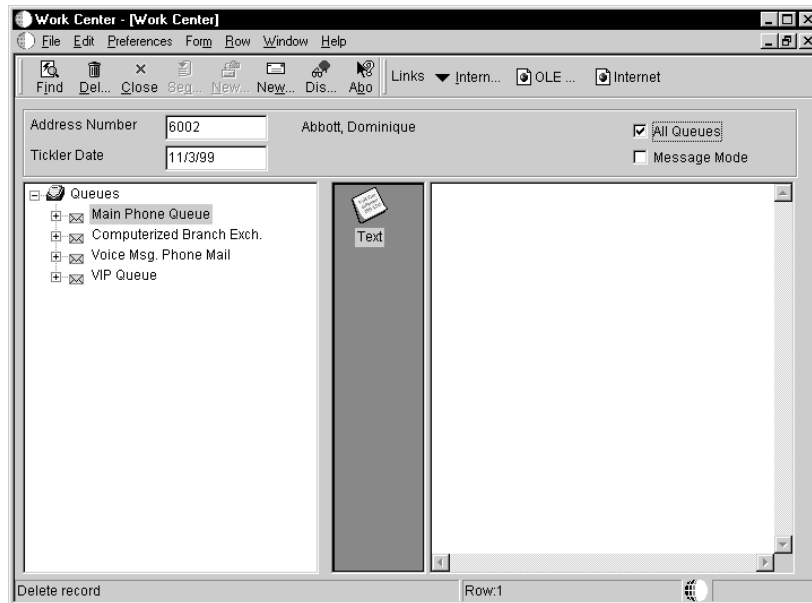 Work Center - [Work Center]
File Edit Preferences Form Row Window Help
Find Del... Close Seq... New... New... Dis... Abo Links Intern... OLE ... Internet
Address Number 6002 Abbott, Dominique All Queues
Tickler Date 11/3/99 Message Mode
Queues
Main Phone Queue
Computerized Branch Exch.
Voice Msg. Phone Mail
VIP Queue
Text
Delete record Row:1